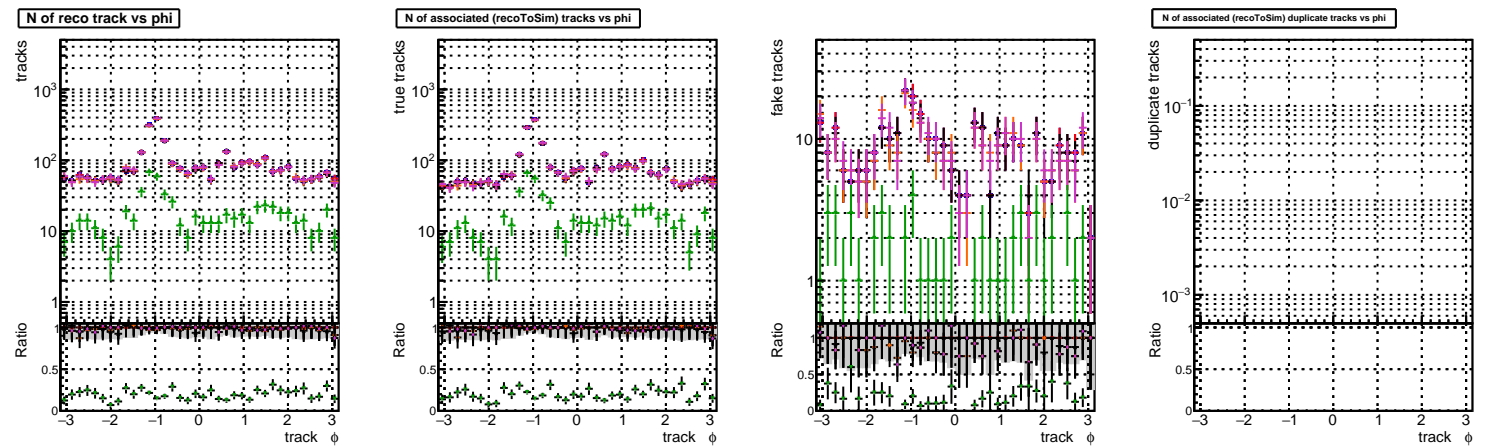 N of reco track vs phi
tracks
10³
10²
10
1
Ratio
1
0.5
0
−3 −2 −1 0 1 2 3
track ϕ
N of associated (recoToSim) tracks vs phi
true tracks
10³
10²
10
1
Ratio
1
0.5
0
−3 −2 −1 0 1 2 3
track ϕ
fake tracks
10
1
Ratio
1
0.5
0
−3 −2 −1 0 1 2 3
track ϕ
N of associated (recoToSim) duplicate tracks vs phi
duplicate tracks
10⁻¹
10⁻²
10⁻³
Ratio
1
0.5
0
−3 −2 −1 0 1 2 3
track ϕ